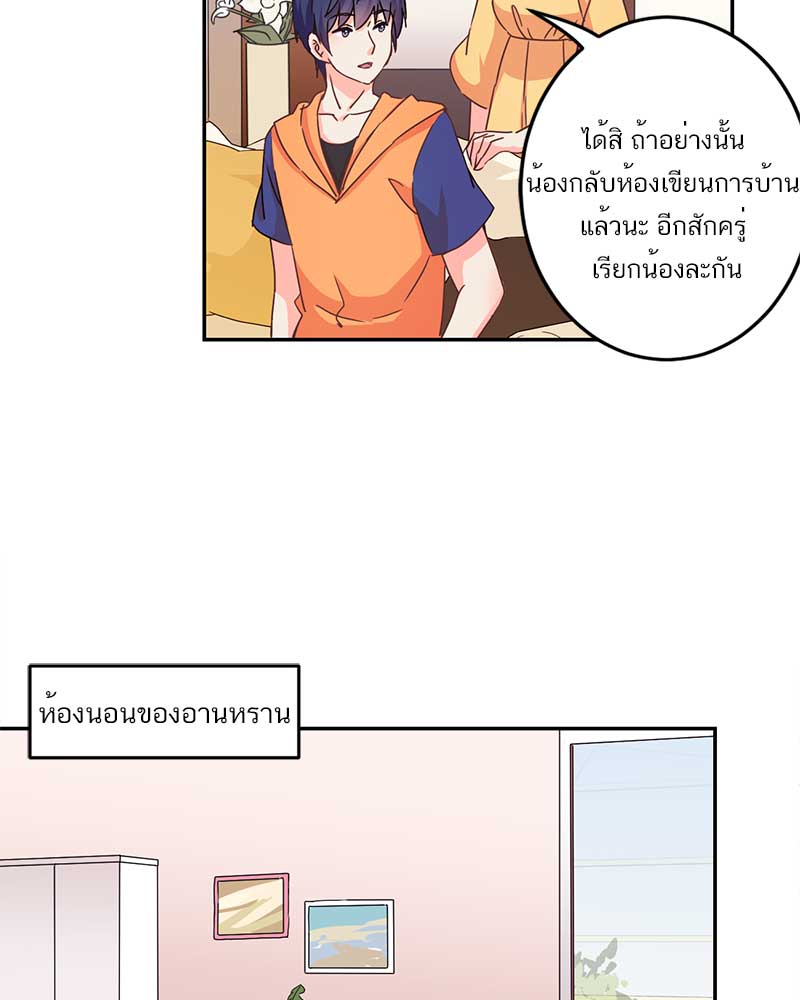 ได้สิ ถ้าอย่างนั้น
น้องกลับห้องเขียนการบ้าน
แล้วนะ อีกสักครู่
เรียกน้องละกัน
ห้องนอนของอานหราน